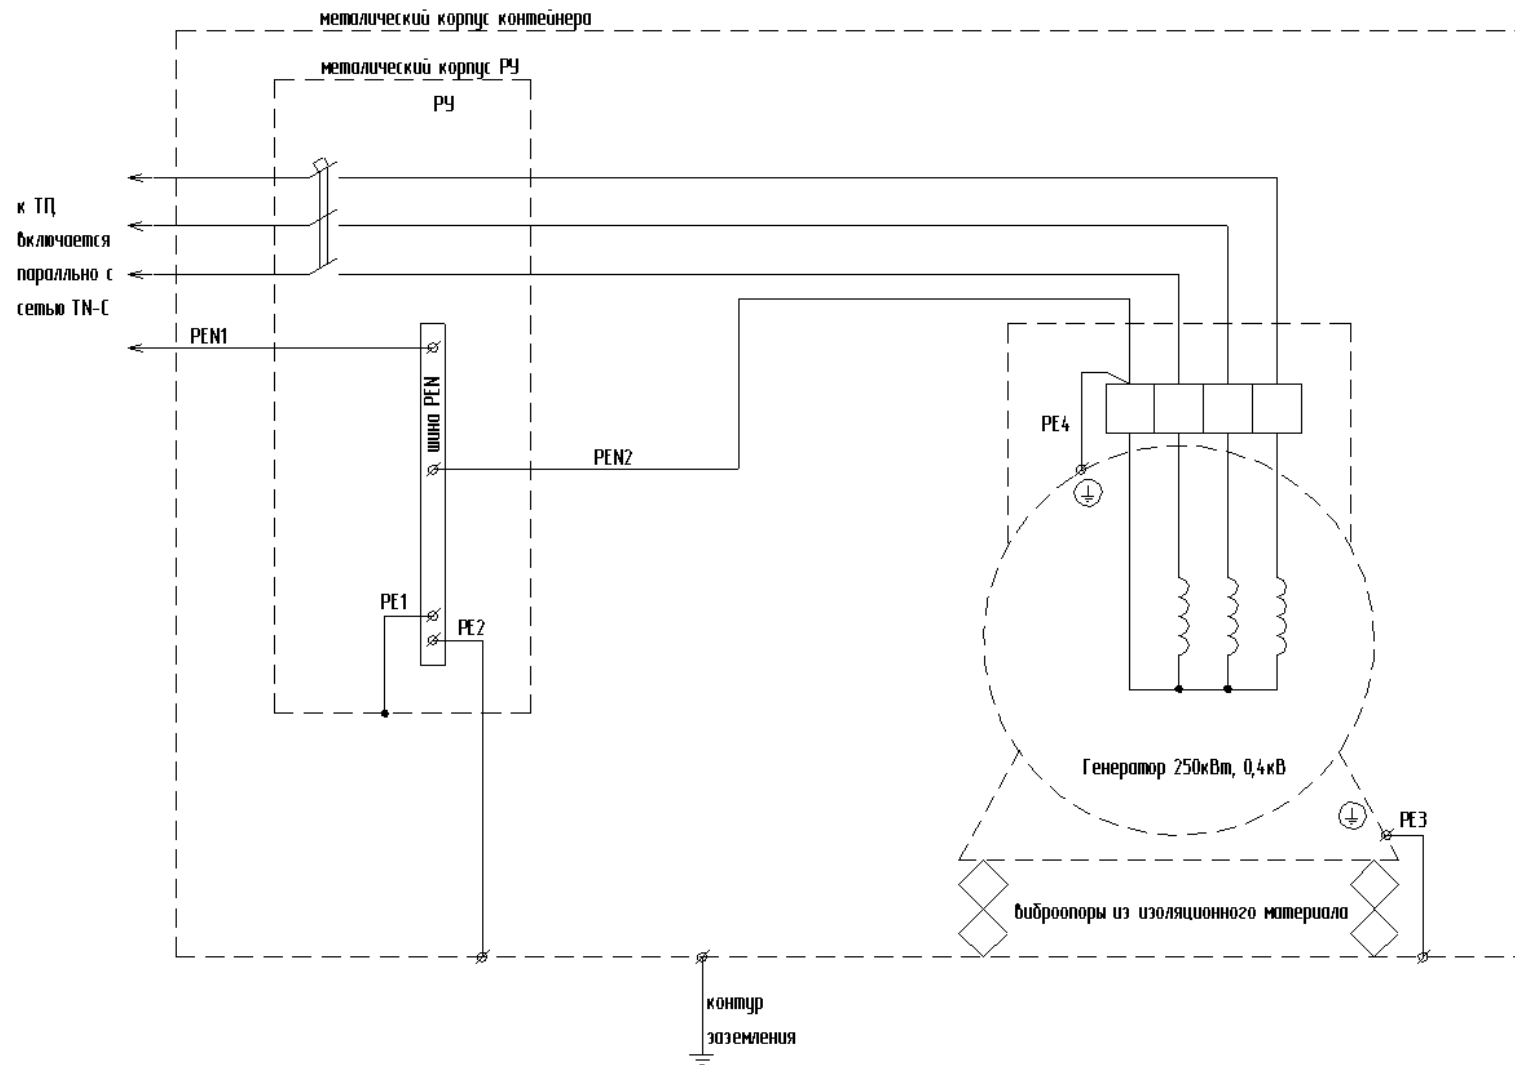 металический корпус контейнера
металический корпус РУ
РУ
к ТП,
включается
паралльно с
сетью TN-C
PEN1
шина PEN
PEN2
PE4
PE1
PE2
Генератор 250кВт, 0,4кВ
PE3
виброопоры из изоляционного материала
контур
заземления